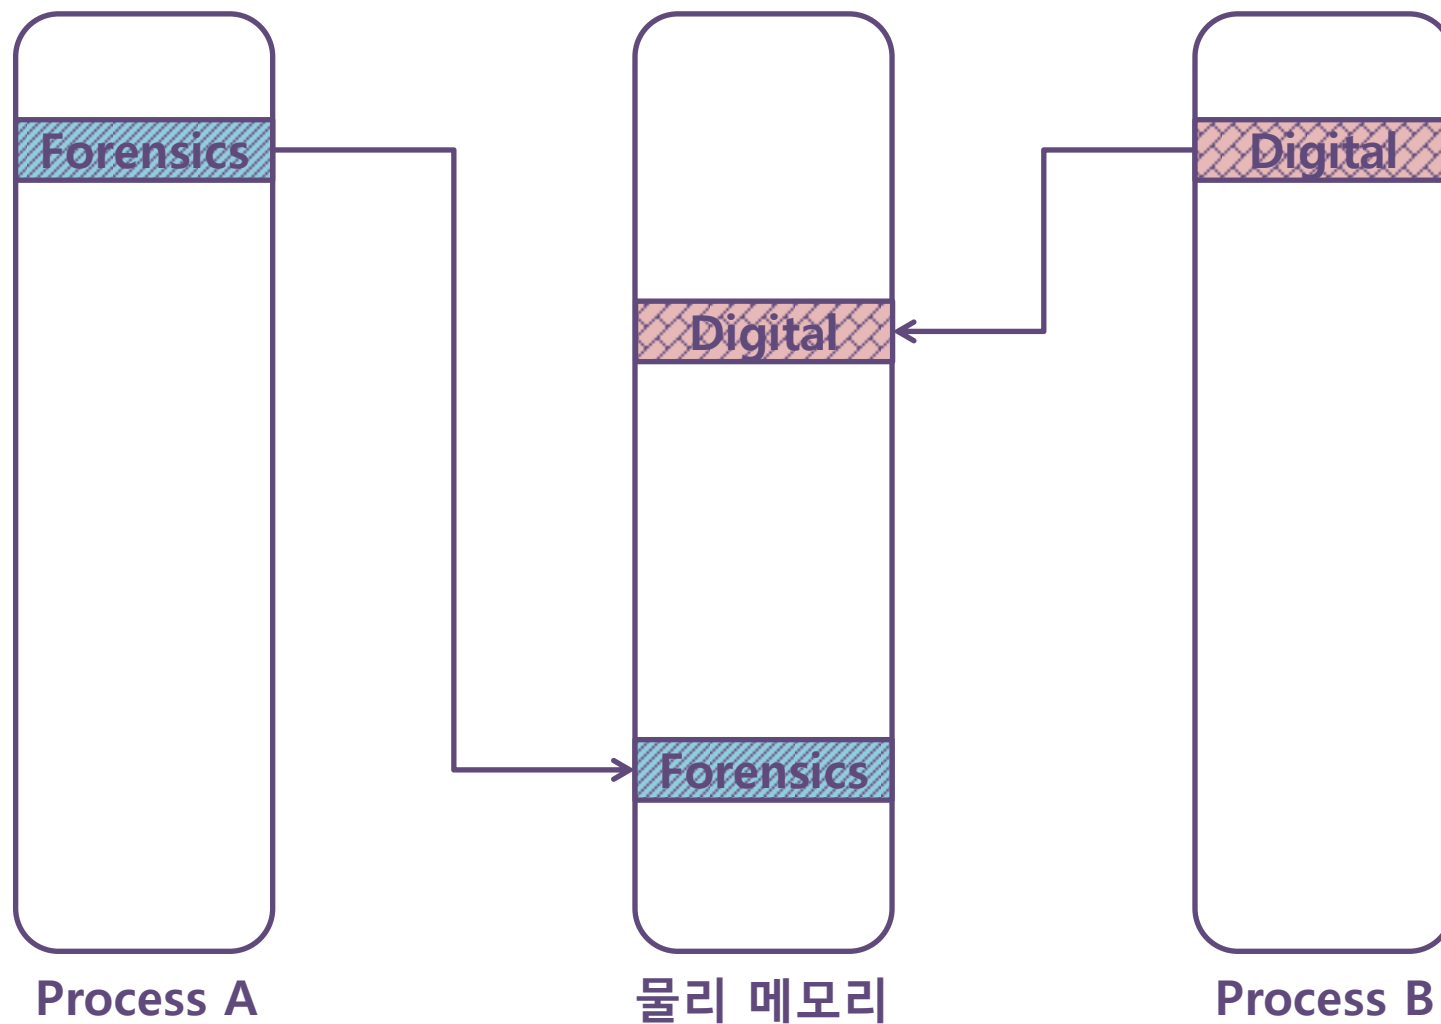 Forensics
Digital
Digital
Forensics
Process A
물리 메모리
Process B